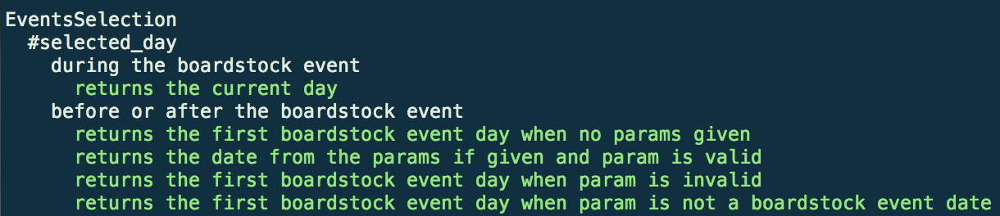 EventsSelection
  #selected_day
    during the boardstock event
      returns the current day
    before or after the boardstock event
      returns the first boardstock event day when no params given
      returns the date from the params if given and param is valid
      returns the first boardstock event day when param is invalid
      returns the first boardstock event day when param is not a boardstock event date